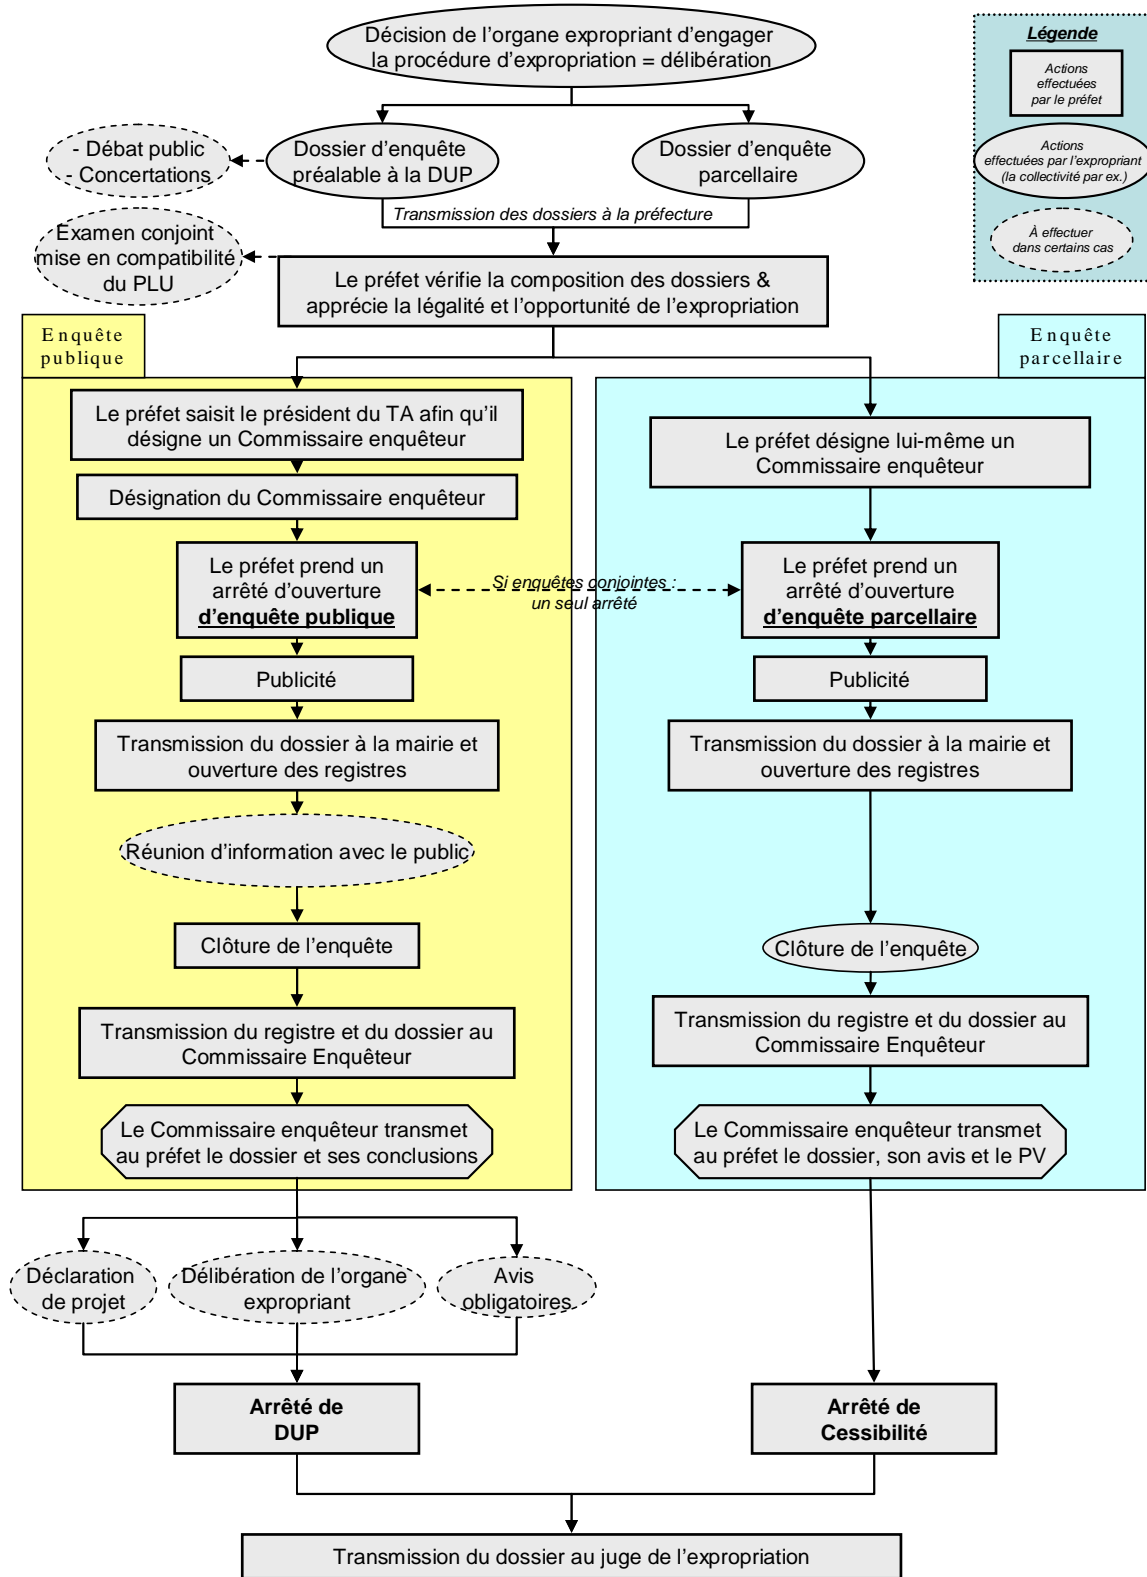 Décision de l'organe expropriant d'engager
la procédure d'expropriation = délibération
Légende
Actions
effectuées
par le préfet
Actions
effectuées par l'expropriant
(la collectivité par ex.)
À effectuer
dans certains cas
- Débat public
- Concertations
Dossier d'enquête
préalable à la DUP
Dossier d'enquête
parcellaire
Transmission des dossiers à la préfecture
Examen conjoint
mise en compatibilité
du PLU
Le préfet vérifie la composition des dossiers &
apprécie la légalité et l'opportunité de l'expropriation
Enquête
publique
Enquête
parcellaire
Le préfet saisit le président du TA afin qu'il
désigne un Commissaire enquêteur
Le préfet désigne lui-même un
Commissaire enquêteur
Désignation du Commissaire enquêteur
Le préfet prend un
arrêté d'ouverture
d'enquête publique
Si enquêtes conjointes :
un seul arrêté
Le préfet prend un
arrêté d'ouverture
d'enquête parcellaire
Publicité
Publicité
Transmission du dossier à la mairie et
ouverture des registres
Transmission du dossier à la mairie et
ouverture des registres
Réunion d'information avec le public
Clôture de l'enquête
Clôture de l'enquête
Transmission du registre et du dossier au
Commissaire Enquêteur
Transmission du registre et du dossier au
Commissaire Enquêteur
Le Commissaire enquêteur transmet
au préfet le dossier et ses conclusions
Le Commissaire enquêteur transmet
au préfet le dossier, son avis et le PV
Déclaration
de projet
Délibération de l'organe
expropriant
Avis
obligatoires
Arrêté de
DUP
Arrêté de
Cessibilité
Transmission du dossier au juge de l'expropriation